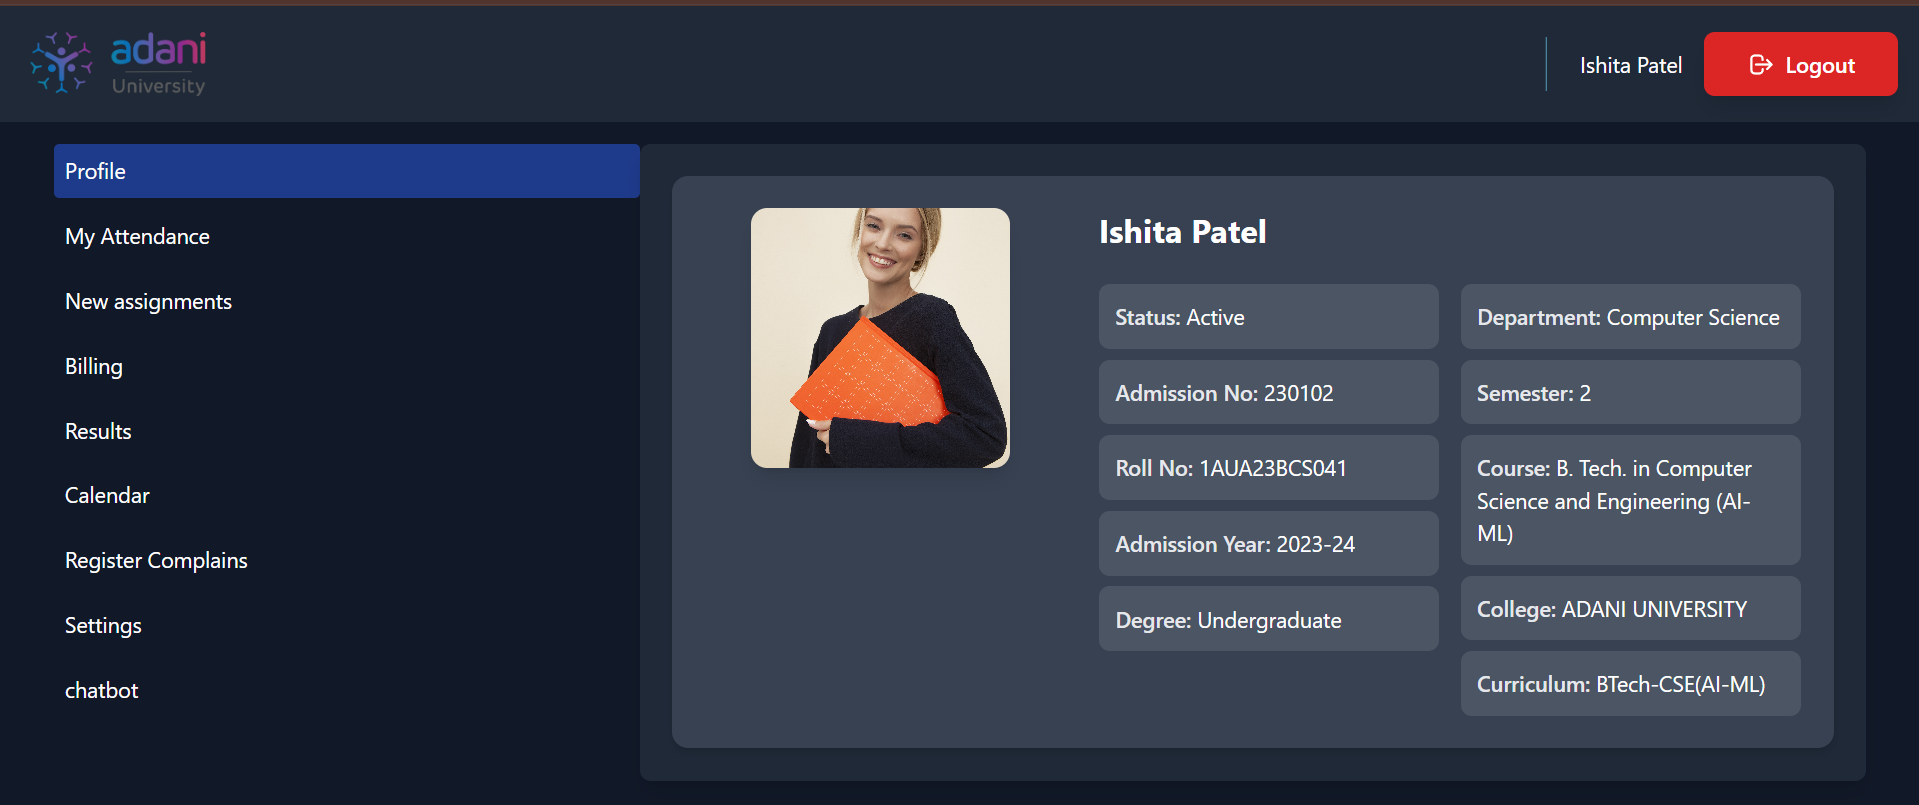 adani
University
Ishita Patel
Logout
Profile
My Attendance
New assignments
Billing
Results
Calendar
Register Complains
Settings
chatbot
Ishita Patel
Status: Active
Admission No: 230102
Roll No: 1AUA23BCS041
Admission Year: 2023-24
Degree: Undergraduate
Department: Computer Science
Semester: 2
Course: B. Tech. in Computer
Science and Engineering (AI-
ML)
College: ADANI UNIVERSITY
Curriculum: BTech-CSE(AI-ML)